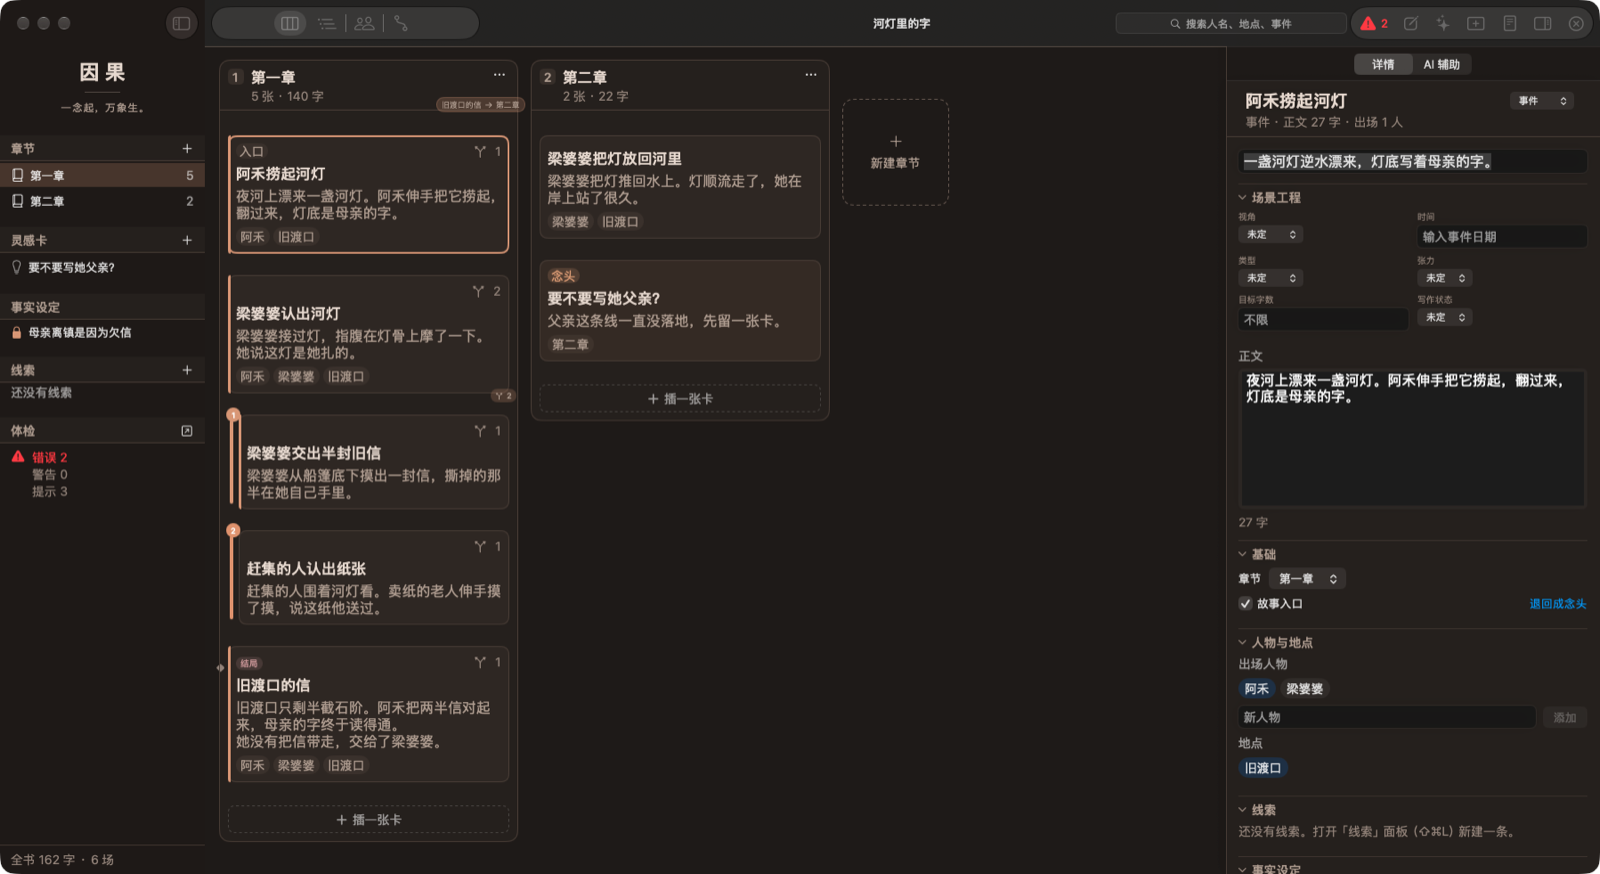 河灯里的字
搜索人名、地点、事件
2
因果
一念起，万象生。
章节
第一章 5
第二章 2
灵感卡
要不要写她父亲？
事实设定
母亲离镇是因为欠信
线索
还没有线索
体检
错误 2
警告 0
提示 3
全书 162 字 · 6 场
1 第一章
5 张 · 140 字
旧渡口的信 → 第二章
入口 1
阿禾捞起河灯
夜河上漂来一盏河灯。阿禾伸手把它捞起，
翻过来，灯底是母亲的字。
阿禾 旧渡口
2
梁婆婆认出河灯
梁婆婆接过灯，指腹在灯骨上摩了一下。
她说这灯是她扎的。
阿禾 梁婆婆 旧渡口
2
1
1
梁婆婆交出半封旧信
梁婆婆从船篷底下摸出一封信，撕掉的那
半在她自己手里。
2
1
赶集的人认出纸张
赶集的人围着河灯看。卖纸的老人伸手摸
了摸，说这纸他送过。
结局 1
旧渡口的信
旧渡口只剩半截石阶。阿禾把两半信对起
来，母亲的字终于读得通。
她没有把信带走，交给了梁婆婆。
阿禾 梁婆婆 旧渡口
插一张卡
2 第二章
2 张 · 22 字
梁婆婆把灯放回河里
梁婆婆把灯推回水上。灯顺流走了，她在
岸上站了很久。
梁婆婆 旧渡口
念头
要不要写她父亲？
父亲这条线一直没落地，先留一张卡。
第二章
插一张卡
新建章节
详情 AI 辅助
阿禾捞起河灯 事件
事件 · 正文 27 字 · 出场 1 人
一盏河灯逆水漂来，灯底写着母亲的字。
场景工程
视角 时间
未定 输入事件日期
类型 张力
未定 未定
目标字数 写作状态
不限 未定
正文
夜河上漂来一盏河灯。阿禾伸手把它捞起，翻过来，
灯底是母亲的字。
27 字
基础
章节 第一章
故事入口 退回成念头
人物与地点
出场人物
阿禾 梁婆婆
新人物 添加
地点
旧渡口
线索
还没有线索。打开「线索」面板（⇧⌘L）新建一条。
事实设定